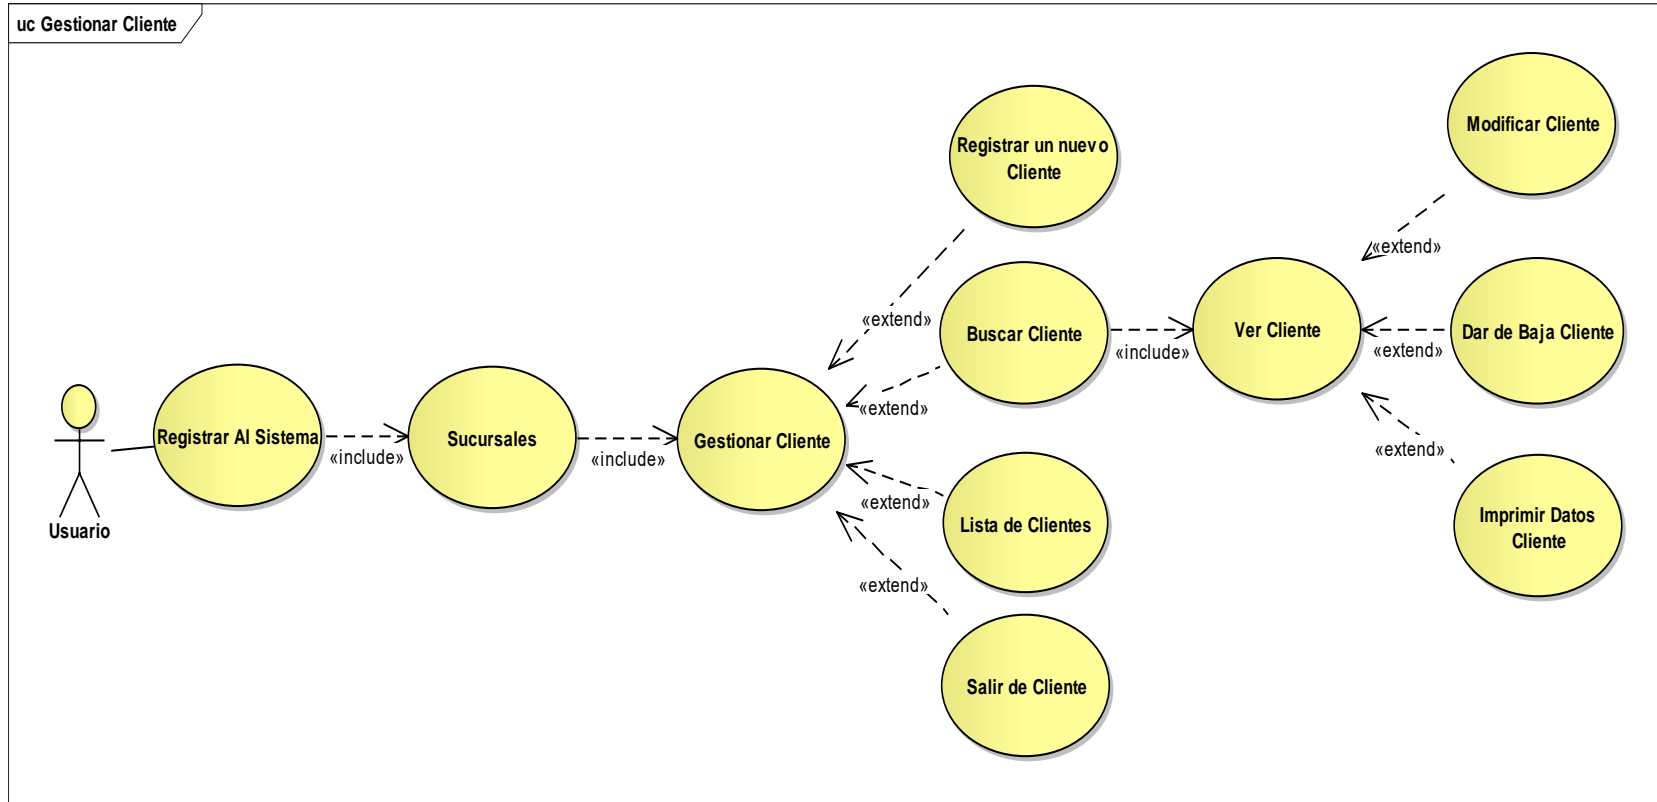 uc Gestionar Cliente
Registrar un nuevo
Cliente
Modificar Cliente
«extend»
«extend»
Buscar Cliente
«include»
Ver Cliente
«extend»
Dar de Baja Cliente
«extend»
Usuario
Registrar Al Sistema
«include»
Sucursales
«include»
Gestionar Cliente
«extend»
Lista de Clientes
«extend»
Imprimir Datos
Cliente
«extend»
Salir de Cliente